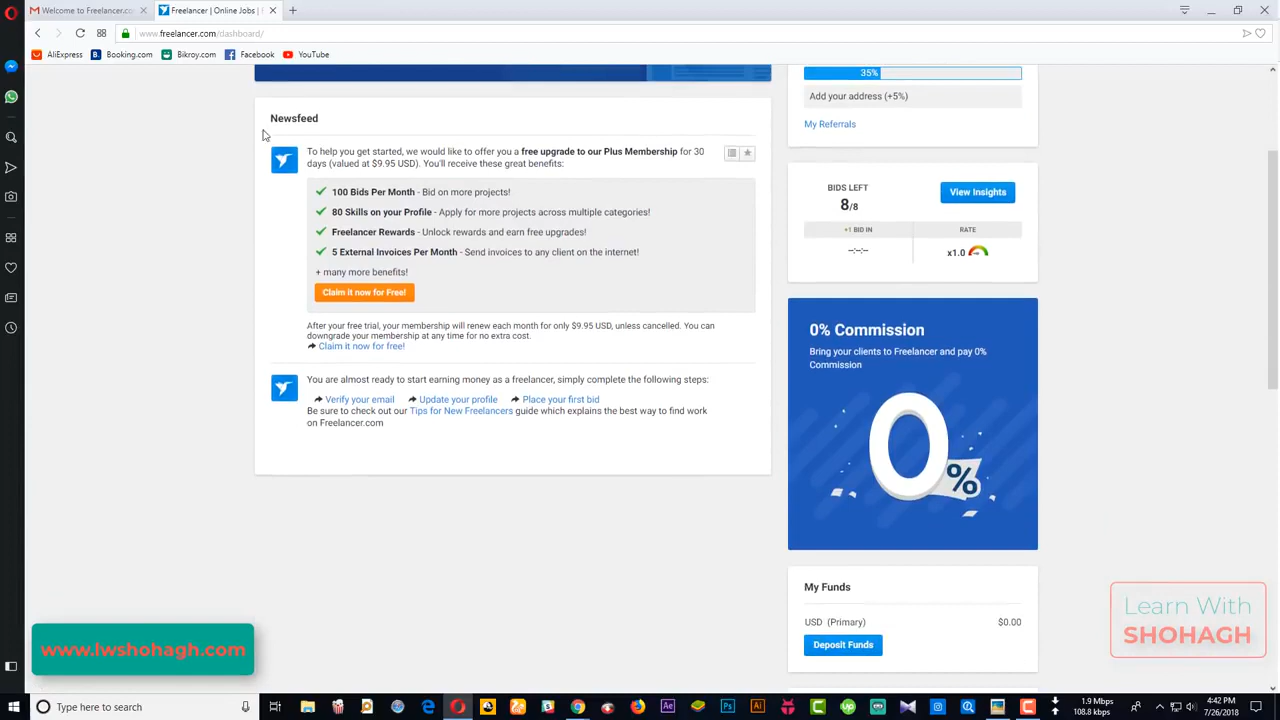 Welcome to Freelancer.co
Freelancer | Online Jobs |
www.freelancer.com/dashboard/
AliExpress
Booking.com
Bikroy.com
Facebook
YouTube
35%
Add your address (+5%)
My Referrals
Newsfeed
To help you get started, we would like to offer you a free upgrade to our Plus Membership for 30
days (valued at $9.95 USD). You'll receive these great benefits:
100 Bids Per Month - Bid on more projects!
80 Skills on your Profile - Apply for more projects across multiple categories!
Freelancer Rewards - Unlock rewards and earn free upgrades!
5 External Invoices Per Month - Send invoices to any client on the internet!
+ many more benefits!
Claim it now for Free!
After your free trial, your membership will renew each month for only $9.95 USD, unless cancelled. You can
downgrade your membership at any time for no extra cost.
Claim it now for free!
You are almost ready to start earning money as a freelancer, simply complete the following steps:
Verify your email Update your profile Place your first bid
Be sure to check out our Tips for New Freelancers guide which explains the best way to find work
on Freelancer.com
BIDS LEFT
8/8
View Insights
+1 BID IN RATE
--:--:-- x1.0
0% Commission
Bring your clients to Freelancer and pay 0%
Commission
0%
My Funds
USD (Primary) $0.00
Deposit Funds
www.lwshohagh.com
Learn With
SHOHAGH
Type here to search
1.9 Mbps
108.8 kbps
4:42 PM
7/26/2018